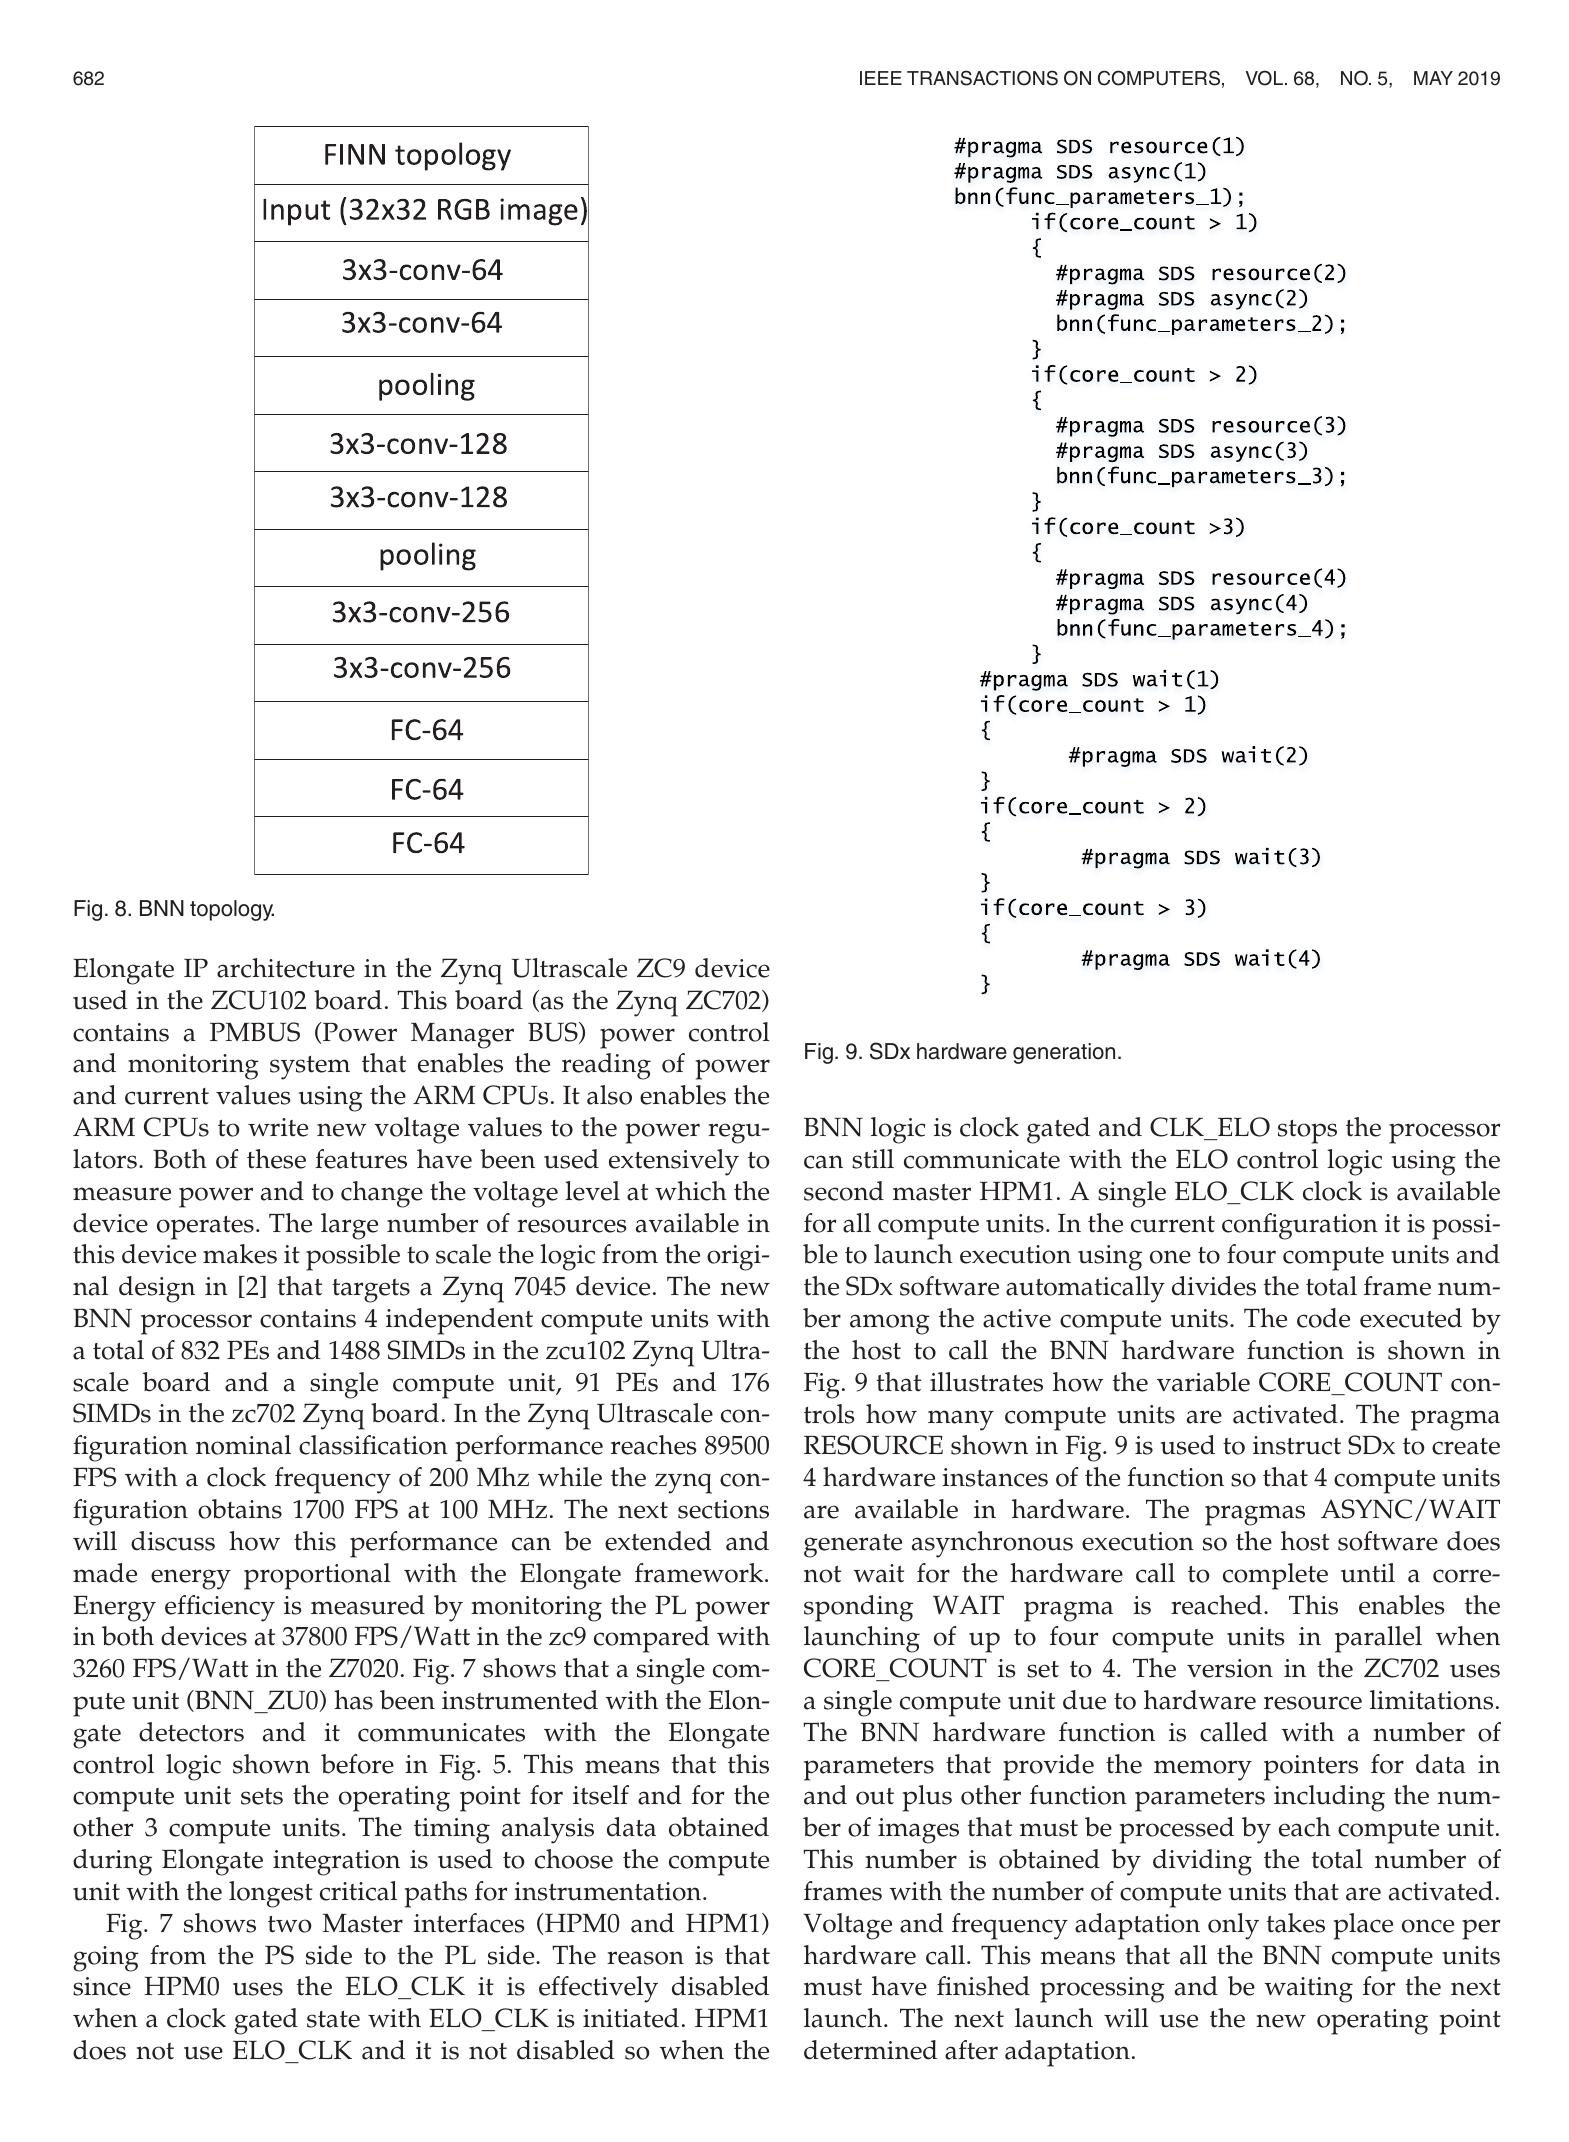 682
IEEE TRANSACTIONS ON COMPUTERS, VOL. 68, NO. 5, MAY 2019
FINN topology
Input (32x32 RGB image)
3x3-conv-64
3x3-conv-64
pooling
3x3-conv-128
3x3-conv-128
pooling
3x3-conv-256
3x3-conv-256
FC-64
FC-64
FC-64
Fig. 8. BNN topology.
Elongate IP architecture in the Zynq Ultrascale ZC9 device
used in the ZCU102 board. This board (as the Zynq ZC702)
contains a PMBUS (Power Manager BUS) power control
and monitoring system that enables the reading of power
and current values using the ARM CPUs. It also enables the
ARM CPUs to write new voltage values to the power regu-
lators. Both of these features have been used extensively to
measure power and to change the voltage level at which the
device operates. The large number of resources available in
this device makes it possible to scale the logic from the origi-
nal design in [2] that targets a Zynq 7045 device. The new
BNN processor contains 4 independent compute units with
a total of 832 PEs and 1488 SIMDs in the zcu102 Zynq Ultra-
scale board and a single compute unit, 91 PEs and 176
SIMDs in the zc702 Zynq board. In the Zynq Ultrascale con-
figuration nominal classification performance reaches 89500
FPS with a clock frequency of 200 Mhz while the zynq con-
figuration obtains 1700 FPS at 100 MHz. The next sections
will discuss how this performance can be extended and
made energy proportional with the Elongate framework.
Energy efficiency is measured by monitoring the PL power
in both devices at 37800 FPS/Watt in the zc9 compared with
3260 FPS/Watt in the Z7020. Fig. 7 shows that a single com-
pute unit (BNN_ZU0) has been instrumented with the Elon-
gate detectors and it communicates with the Elongate
control logic shown before in Fig. 5. This means that this
compute unit sets the operating point for itself and for the
other 3 compute units. The timing analysis data obtained
during Elongate integration is used to choose the compute
unit with the longest critical paths for instrumentation.
Fig. 7 shows two Master interfaces (HPM0 and HPM1)
going from the PS side to the PL side. The reason is that
since HPM0 uses the ELO_CLK it is effectively disabled
when a clock gated state with ELO_CLK is initiated. HPM1
does not use ELO_CLK and it is not disabled so when the
#pragma SDS resource(1)
#pragma SDS async(1)
bnn(func_parameters_1);
if(core_count > 1)
{
#pragma SDS resource(2)
#pragma SDS async(2)
bnn(func_parameters_2);
}
if(core_count > 2)
{
#pragma SDS resource(3)
#pragma SDS async(3)
bnn(func_parameters_3);
}
if(core_count >3)
{
#pragma SDS resource(4)
#pragma SDS async(4)
bnn(func_parameters_4);
}
#pragma SDS wait(1)
if(core_count > 1)
{
#pragma SDS wait(2)
}
if(core_count > 2)
{
#pragma SDS wait(3)
}
if(core_count > 3)
{
#pragma SDS wait(4)
}
Fig. 9. SDx hardware generation.
BNN logic is clock gated and CLK_ELO stops the processor
can still communicate with the ELO control logic using the
second master HPM1. A single ELO_CLK clock is available
for all compute units. In the current configuration it is possi-
ble to launch execution using one to four compute units and
the SDx software automatically divides the total frame num-
ber among the active compute units. The code executed by
the host to call the BNN hardware function is shown in
Fig. 9 that illustrates how the variable CORE_COUNT con-
trols how many compute units are activated. The pragma
RESOURCE shown in Fig. 9 is used to instruct SDx to create
4 hardware instances of the function so that 4 compute units
are available in hardware. The pragmas ASYNC/WAIT
generate asynchronous execution so the host software does
not wait for the hardware call to complete until a corre-
sponding WAIT pragma is reached. This enables the
launching of up to four compute units in parallel when
CORE_COUNT is set to 4. The version in the ZC702 uses
a single compute unit due to hardware resource limitations.
The BNN hardware function is called with a number of
parameters that provide the memory pointers for data in
and out plus other function parameters including the num-
ber of images that must be processed by each compute unit.
This number is obtained by dividing the total number of
frames with the number of compute units that are activated.
Voltage and frequency adaptation only takes place once per
hardware call. This means that all the BNN compute units
must have finished processing and be waiting for the next
launch. The next launch will use the new operating point
determined after adaptation.